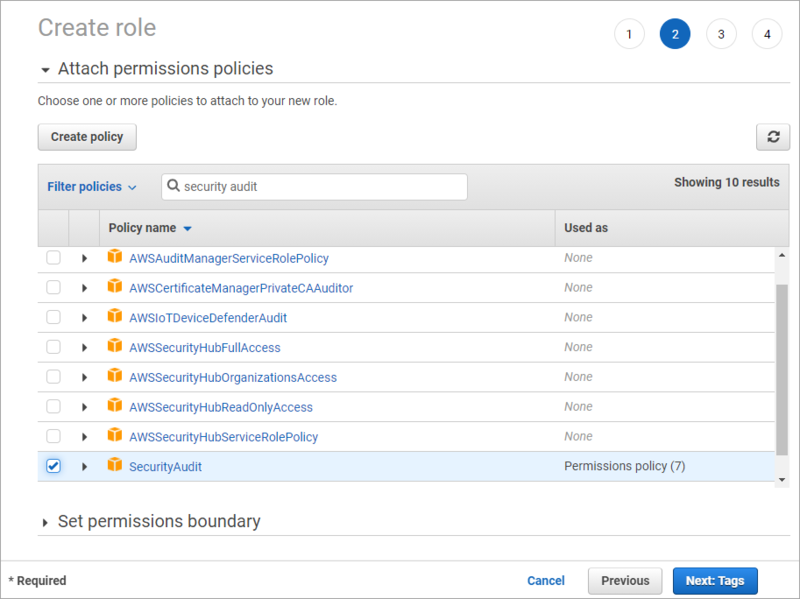 Create role
1 2 3 4
Attach permissions policies
Choose one or more policies to attach to your new role.
Create policy
Filter policies security audit Showing 10 results
Policy name Used as
AWSAuditManagerServiceRolePolicy None
AWSCertificateManagerPrivateCAAuditor None
AWSIoTDeviceDefenderAudit None
AWSSecurityHubFullAccess None
AWSSecurityHubOrganizationsAccess None
AWSSecurityHubReadOnlyAccess None
AWSSecurityHubServiceRolePolicy None
SecurityAudit Permissions policy (7)
Set permissions boundary
* Required Cancel Previous Next: Tags